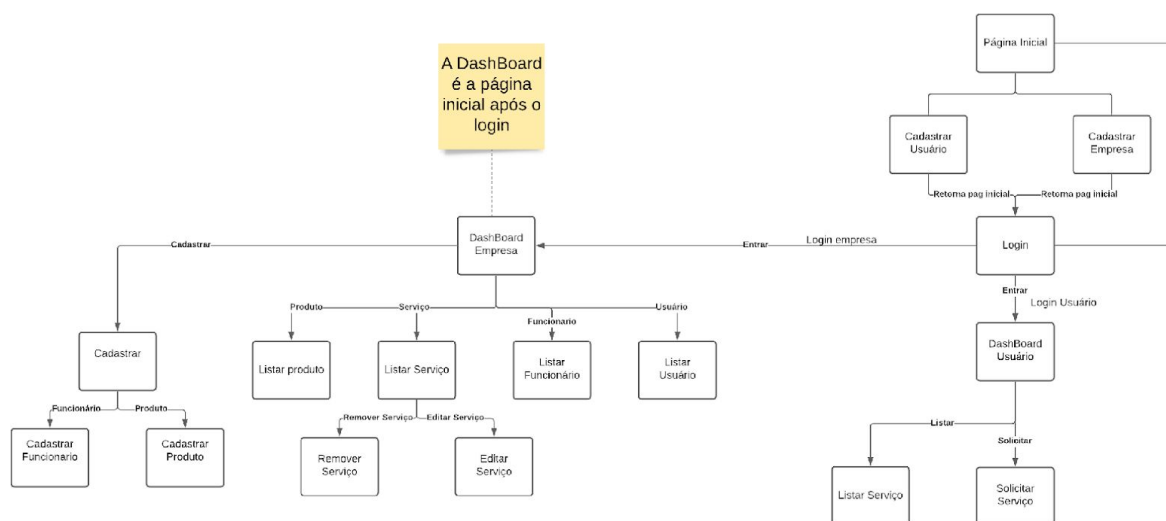 Página Inicial
A DashBoard
é a página
inicial após o
login
Cadastrar
Usuário
Cadastrar
Empresa
Retorna pag inicial
Retorna pag inicial
DashBoard
Empresa
Cadastrar
Entrar
Login empresa
Login
Entrar
Login Usuário
Produto
Serviço
Funcionario
Usuário
Cadastrar
Listar produto
Listar Serviço
Listar
Funcionário
Listar
Usuário
DashBoard
Usuário
Funcionário
Produto
Remover Serviço
Editar Serviço
Listar
Solicitar
Cadastrar
Funcionario
Cadastrar
Produto
Remover
Serviço
Editar
Serviço
Listar Serviço
Solicitar
Serviço